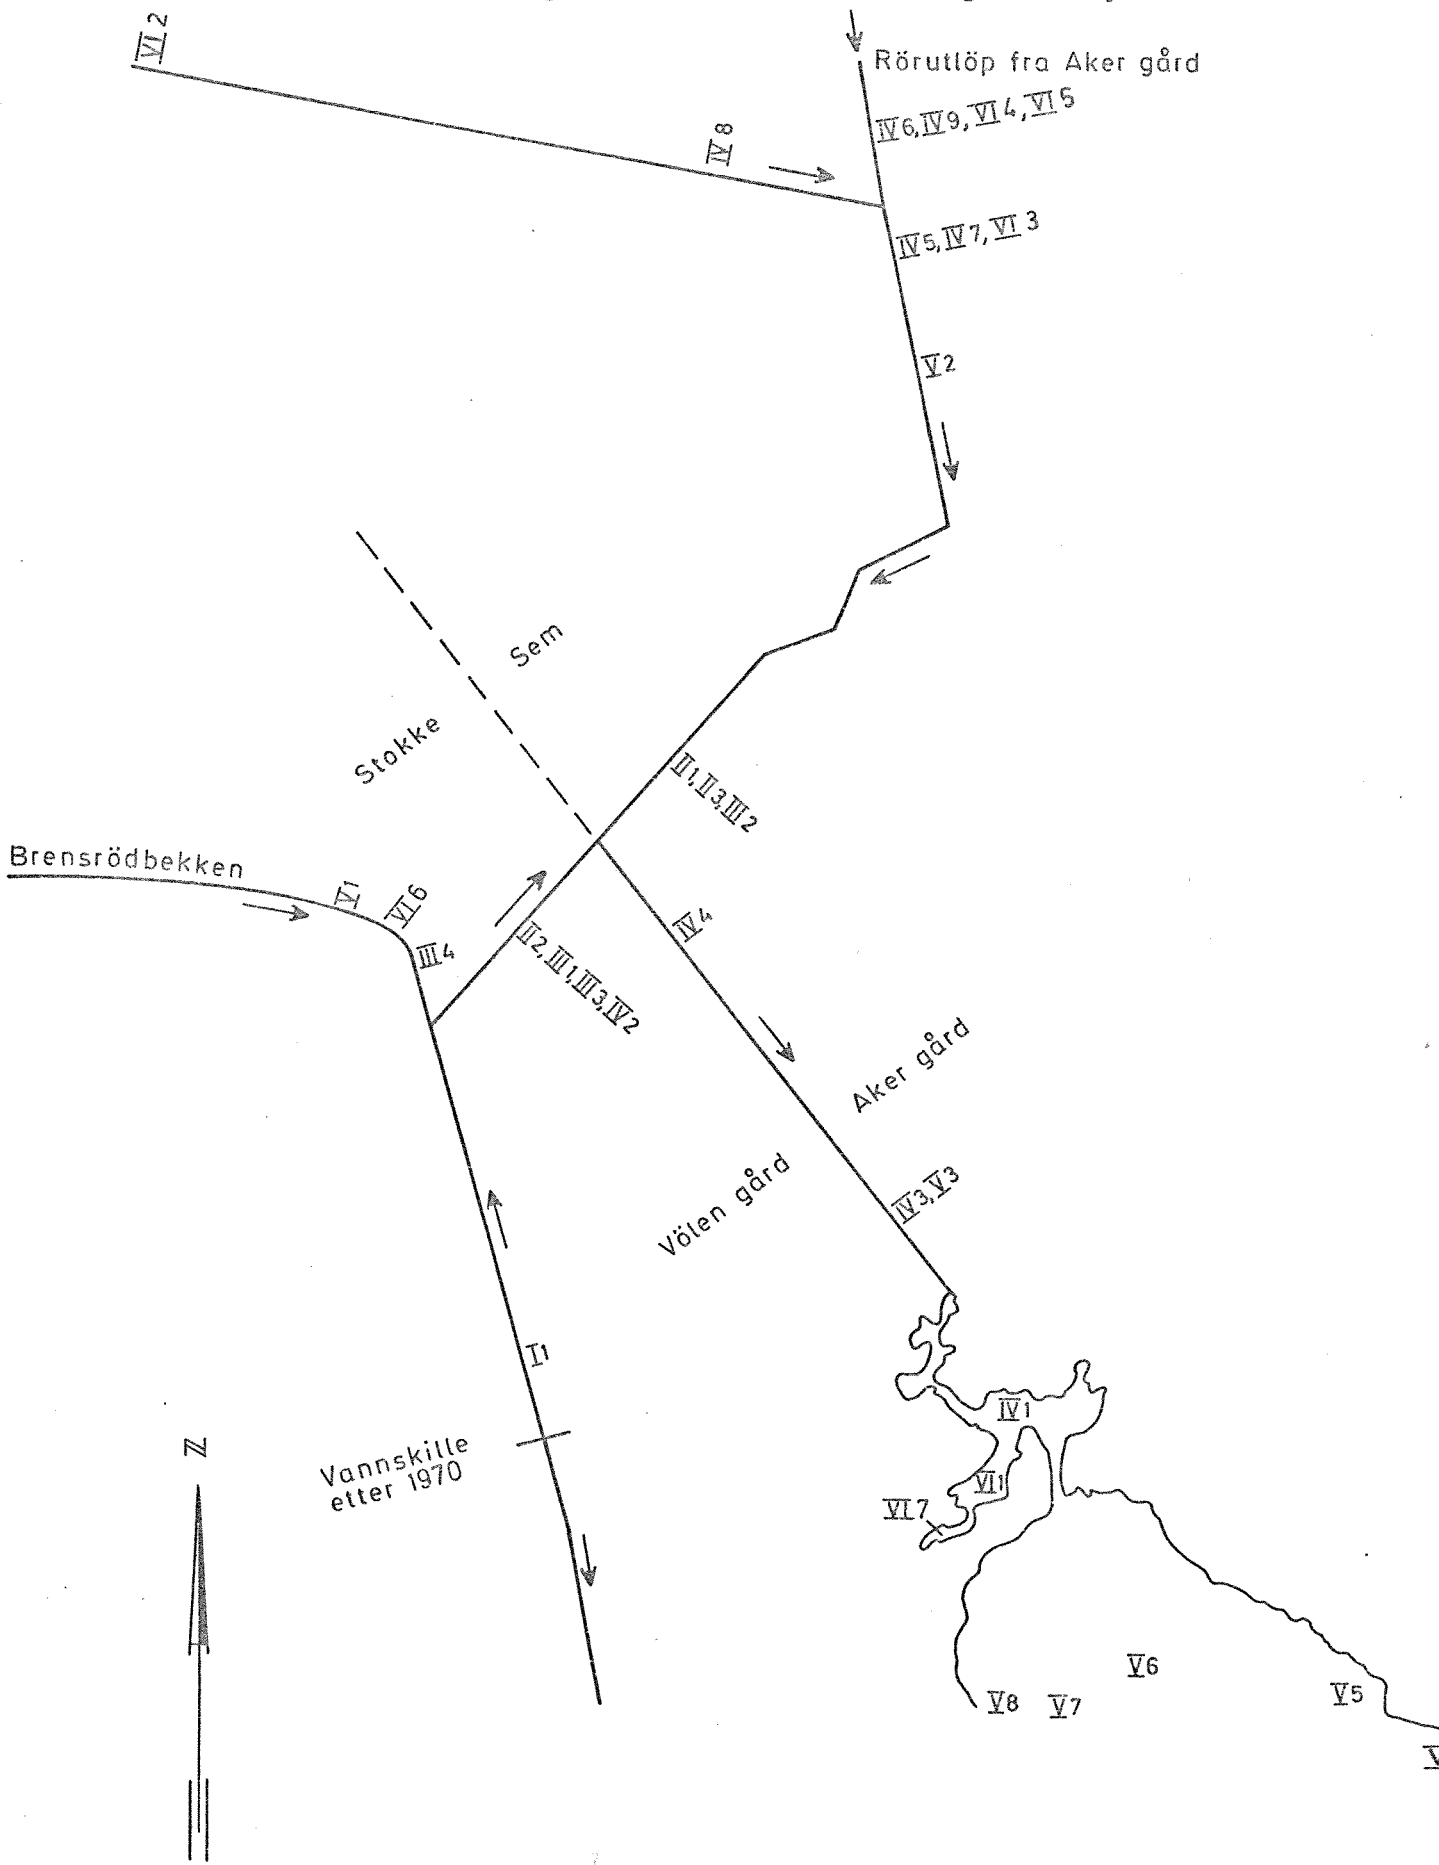 VI 2
Rörutlöp fra Aker gård
IV 6, IV 9, VI 4, VI 5
IV 8
IV 5, IV 7, VI 3
V 2
Sem
Stokke
II 1, II 3, III 2
Brensrödbekken
V 1
VI 6
III 4
II 2, III 1, III 3, IV 2
IV 4
Aker gård
Völen gård
IV 3, V 3
I 1
Vannskille
etter 1970
N
IV 1
VI 1
VI 7
V 6
V 5
V 8
V 7